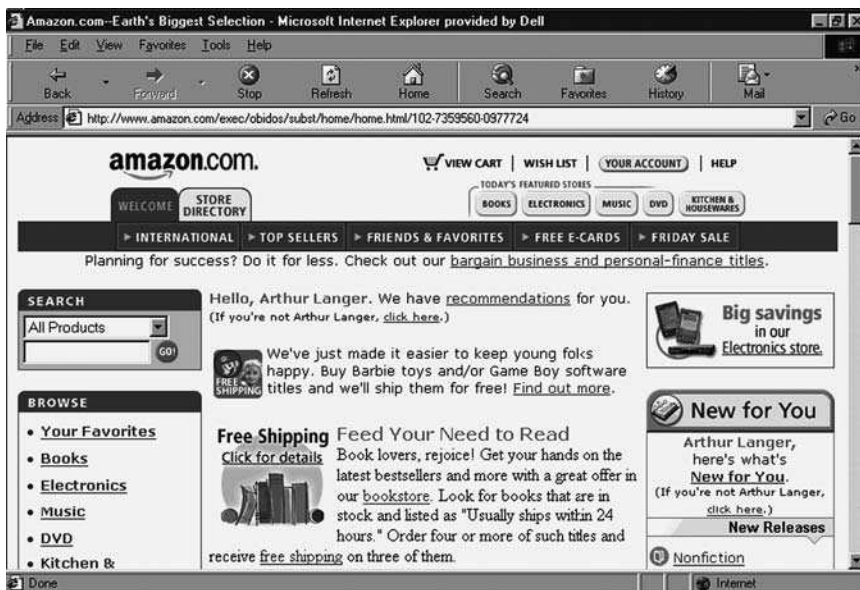 Amazon.com--Earth's Biggest Selection - Microsoft Internet Explorer provided by Dell
File Edit View Favorites Tools Help
Back Forward Stop Refresh Home Search Favorites History Mail
Address http://www.amazon.com/exec/obidos/subst/home/home.html/102-7359560-0977724 Go
amazon.com.
VIEW CART | WISH LIST | YOUR ACCOUNT | HELP
WELCOME
STORE
DIRECTORY
TODAY'S FEATURED STORES
BOOKS ELECTRONICS MUSIC DVD KITCHEN &
HOUSEWARES
INTERNATIONAL TOP SELLERS FRIENDS & FAVORITES FREE E-CARDS FRIDAY SALE
Planning for success? Do it for less. Check out our bargain business and personal-finance titles.
SEARCH
All Products
GO!
BROWSE
• Your Favorites
• Books
• Electronics
• Music
• DVD
• Kitchen &
Hello, Arthur Langer. We have recommendations for you.
(If you're not Arthur Langer, click here.)
FREE
SHIPPING
We've just made it easier to keep young folks
happy. Buy Barbie toys and/or Game Boy software
titles and we'll ship them for free! Find out more.
Free Shipping
Click for details
Feed Your Need to Read
Book lovers, rejoice! Get your hands on the
latest bestsellers and more with a great offer in
our bookstore. Look for books that are in
stock and listed as "Usually ships within 24
hours." Order four or more of such titles and
receive free shipping on three of them.
Big savings
in our
Electronics store.
New for You
Arthur Langer,
here's what's
New for You.
(If you're not Arthur Langer,
click here.)
New Releases
Nonfiction
Done
Internet